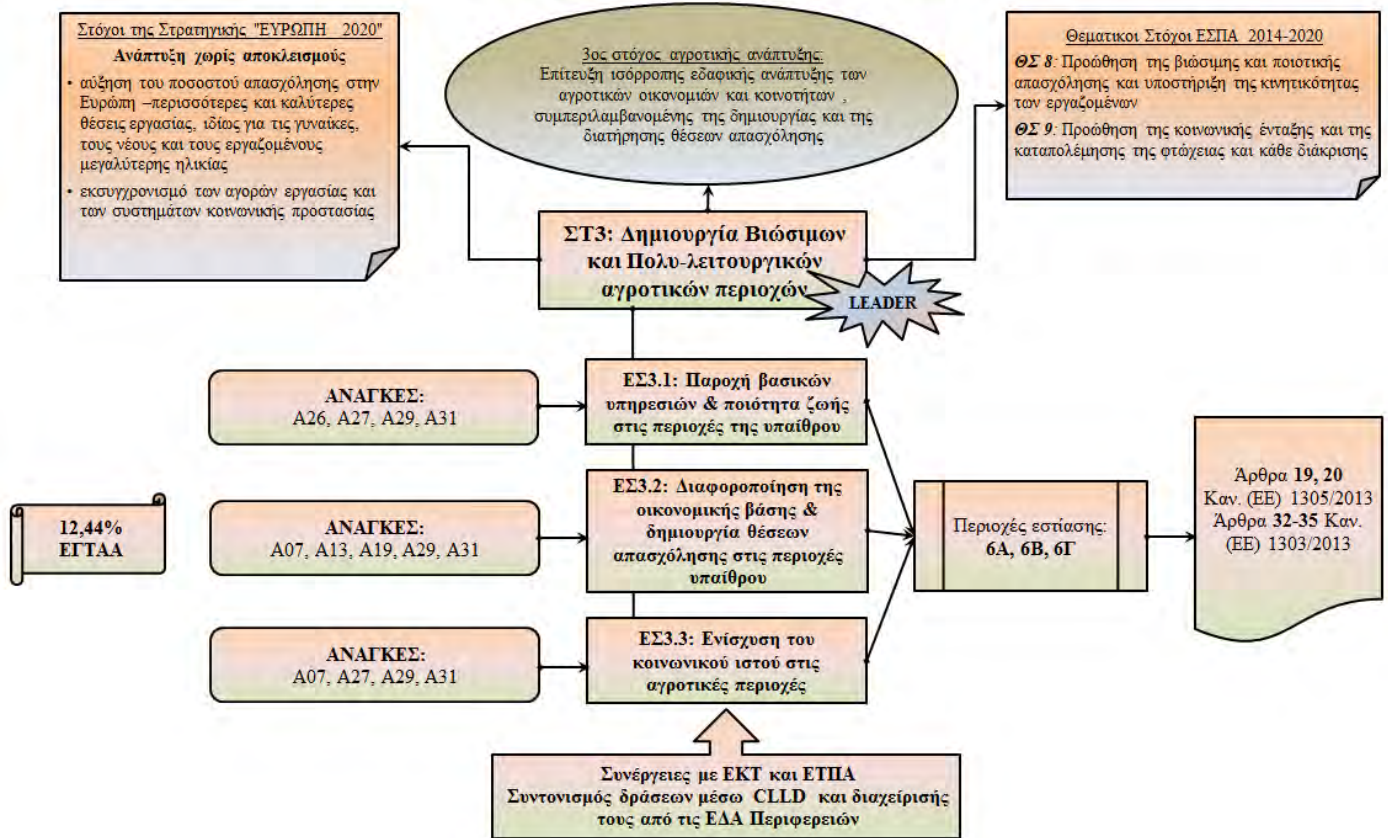 Στόχοι της Στρατηγικής "ΕΥΡΩΠΗ 2020"
Ανάπτυξη χωρίς αποκλεισμούς
• αύξηση του ποσοστού απασχόλησης στην
Ευρώπη –περισσότερες και καλύτερες
θέσεις εργασίας, ιδίως για τις γυναίκες,
τους νέους και τους εργαζομένους
μεγαλύτερης ηλικίας
• εκσυγχρονισμό των αγορών εργασίας και
των συστημάτων κοινωνικής προστασίας
3ος στόχος αγροτικής ανάπτυξης:
Επίτευξη ισόρροπης εδαφικής ανάπτυξης των
αγροτικών οικονομιών και κοινοτήτων ,
συμπεριλαμβανομένης της δημιουργίας και της
διατήρησης θέσεων απασχόλησης
Θεματικοι Στόχοι ΕΣΠΑ 2014-2020
ΘΣ 8: Προώθηση της βιώσιμης και ποιοτικής
απασχόλησης και υποστήριξη της κινητικότητας
των εργαζομένων
ΘΣ 9: Προώθηση της κοινωνικής ένταξης και της
καταπολέμησης της φτώχειας και κάθε διάκρισης
ΣΤ3: Δημιουργία Βιώσιμων
και Πολυ-λειτουργικών
αγροτικών περιοχών
LEADER
ΑΝΑΓΚΕΣ:
Α26, Α27, Α29, Α31
ΕΣ3.1: Παροχή βασικών
υπηρεσιών & ποιότητα ζωής
στις περιοχές της υπαίθρου
12,44%
ΕΓΤΑΑ
ΑΝΑΓΚΕΣ:
Α07, Α13, Α19, Α29, Α31
ΕΣ3.2: Διαφοροποίηση της
οικονομικής βάσης &
δημιουργία θέσεων
απασχόλησης στις περιοχές
υπαίθρου
Περιοχές εστίασης:
6Α, 6Β, 6Γ
Άρθρα 19, 20
Καν. (ΕΕ) 1305/2013
Άρθρα 32-35 Καν.
(ΕΕ) 1303/2013
ΑΝΑΓΚΕΣ:
Α07, Α27, Α29, Α31
ΕΣ3.3: Ενίσχυση του
κοινωνικού ιστού στις
αγροτικές περιοχές
Συνέργειες με ΕΚΤ και ΕΤΠΑ
Συντονισμός δράσεων μέσω CLLD και διαχείρισής
τους από τις ΕΔΑ Περιφερειών